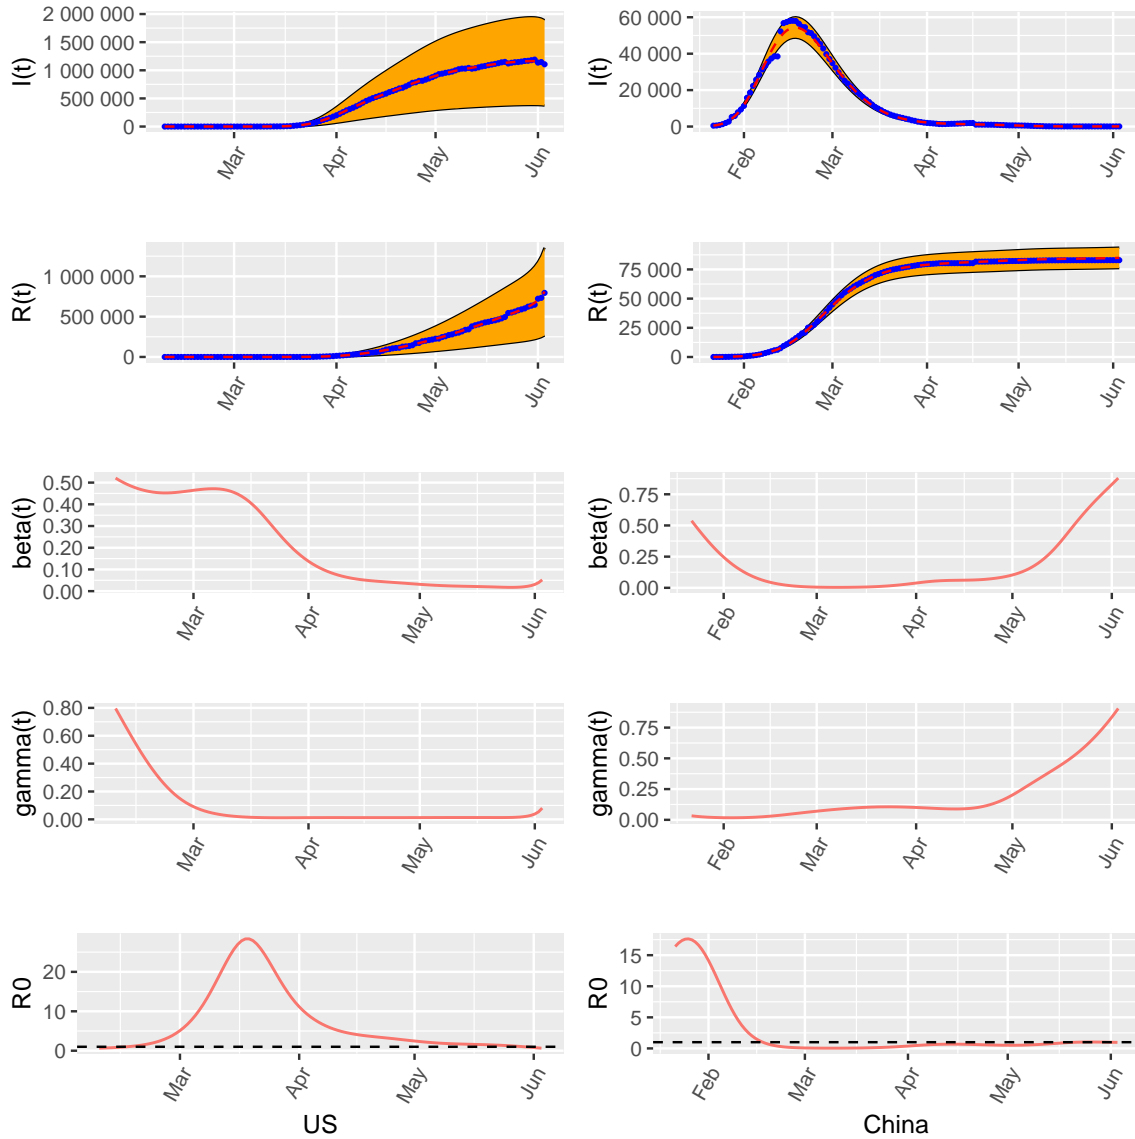 I(t)
2 000 000
1 500 000
1 000 000
500 000
0
Mar
Apr
May
Jun
I(t)
60 000
40 000
20 000
0
Feb
Mar
Apr
May
Jun
R(t)
1 000 000
500 000
0
Mar
Apr
May
Jun
R(t)
75 000
50 000
25 000
0
Feb
Mar
Apr
May
Jun
beta(t)
0.50
0.40
0.30
0.20
0.10
0.00
Mar
Apr
May
Jun
beta(t)
0.75
0.50
0.25
0.00
Feb
Mar
Apr
May
Jun
gamma(t)
0.80
0.60
0.40
0.20
0.00
Mar
Apr
May
Jun
gamma(t)
0.75
0.50
0.25
0.00
Feb
Mar
Apr
May
Jun
R0
20
10
0
Mar
Apr
May
Jun
US
R0
15
10
5
0
Feb
Mar
Apr
May
Jun
China